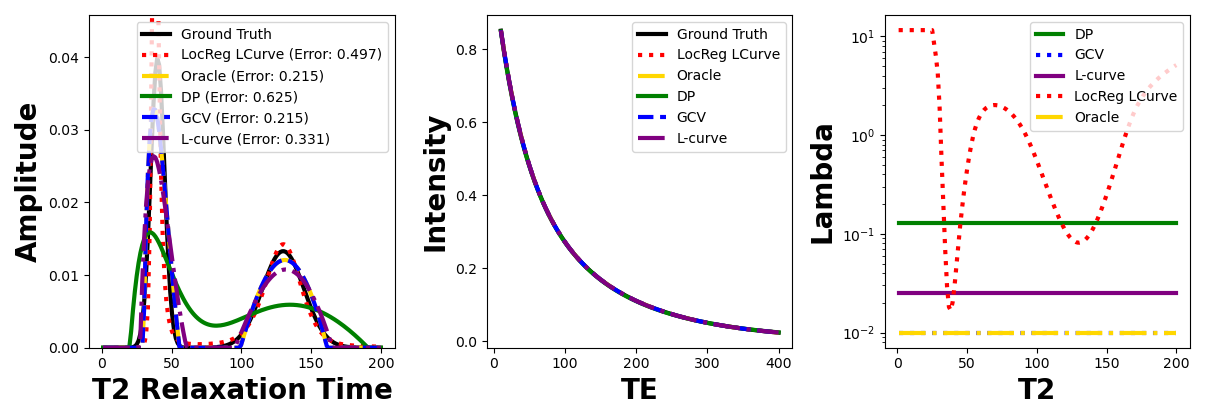 Amplitude
0.04
0.03
0.02
0.01
0.00
0
50
100
150
200
T2 Relaxation Time
Ground Truth
LocReg LCurve (Error: 0.497)
Oracle (Error: 0.215)
DP (Error: 0.625)
GCV (Error: 0.215)
L-curve (Error: 0.331)
Intensity
0.8
0.6
0.4
0.2
0.0
0
100
200
300
400
TE
Ground Truth
LocReg LCurve
Oracle
DP
GCV
L-curve
Lambda
10¹
10⁰
10⁻¹
10⁻²
0
50
100
150
200
T2
DP
GCV
L-curve
LocReg LCurve
Oracle